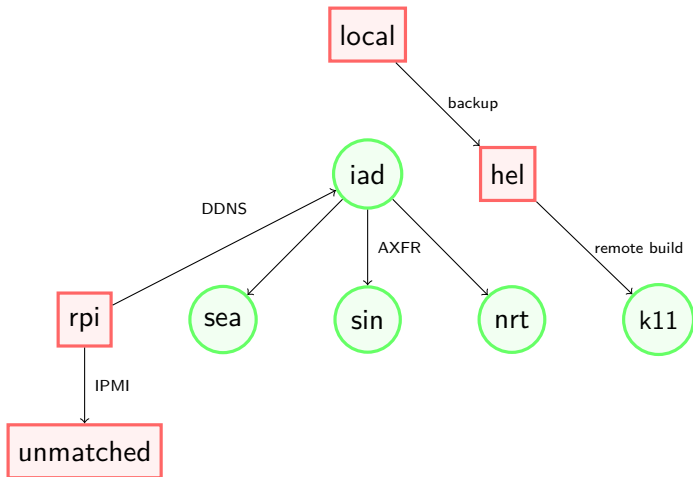 local
backup
iad
hel
DDNS
AXFR
remote build
rpi
sea
sin
nrt
k11
IPMI
unmatched